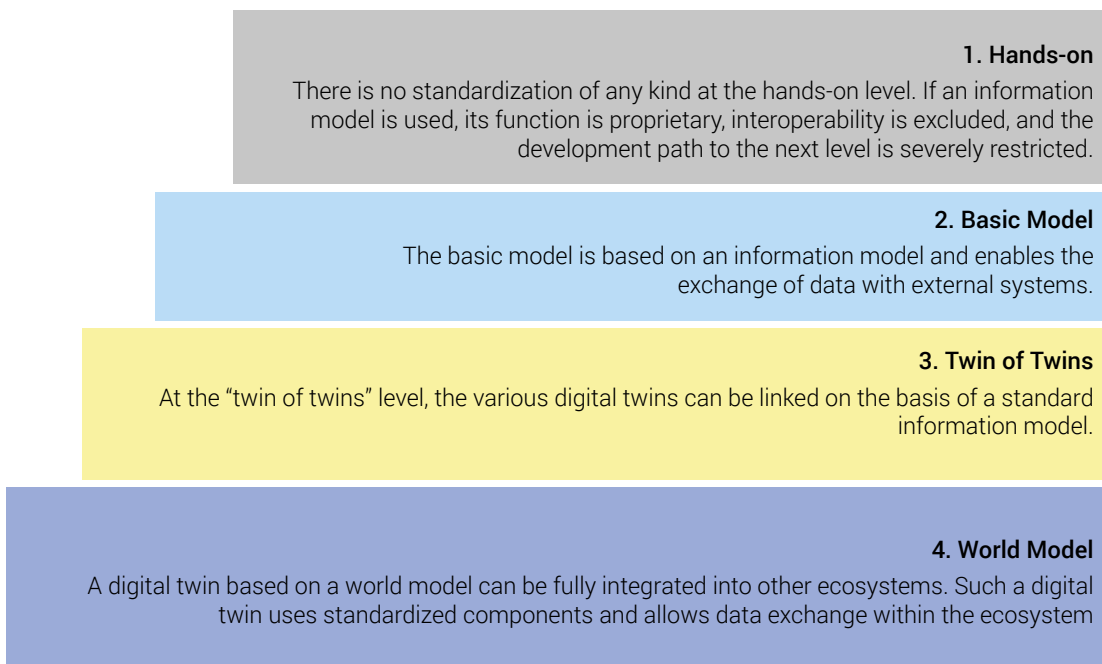 1. Hands-on
There is no standardization of any kind at the hands-on level. If an information
model is used, its function is proprietary, interoperability is excluded, and the
development path to the next level is severely restricted.
2. Basic Model
The basic model is based on an information model and enables the
exchange of data with external systems.
3. Twin of Twins
At the “twin of twins” level, the various digital twins can be linked on the basis of a standard
information model.
4. World Model
A digital twin based on a world model can be fully integrated into other ecosystems. Such a digital
twin uses standardized components and allows data exchange within the ecosystem